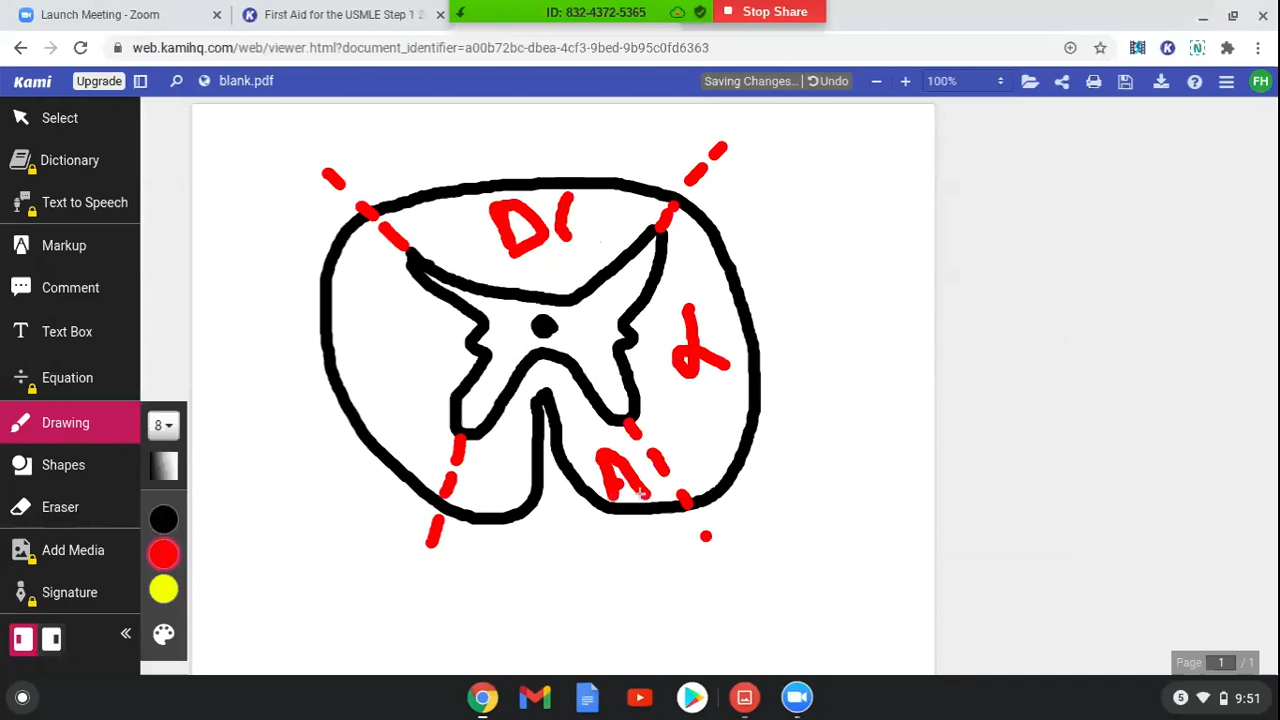 Launch Meeting - Zoom
First Aid for the USMLE Step 1 2
ID: 832-4372-5365
Stop Share
web.kamihq.com/web/viewer.html?document_identifier=a00b72bc-dbea-4cf3-9bed-9b95c0fd6363
Kami
Upgrade
blank.pdf
Saving Changes...
Undo
100%
FH
Select
Dictionary
Text to Speech
Markup
Comment
Text Box
Equation
Drawing
8
Shapes
Eraser
Add Media
Signature
D(
L
A
Page 1 / 1
5
9:51